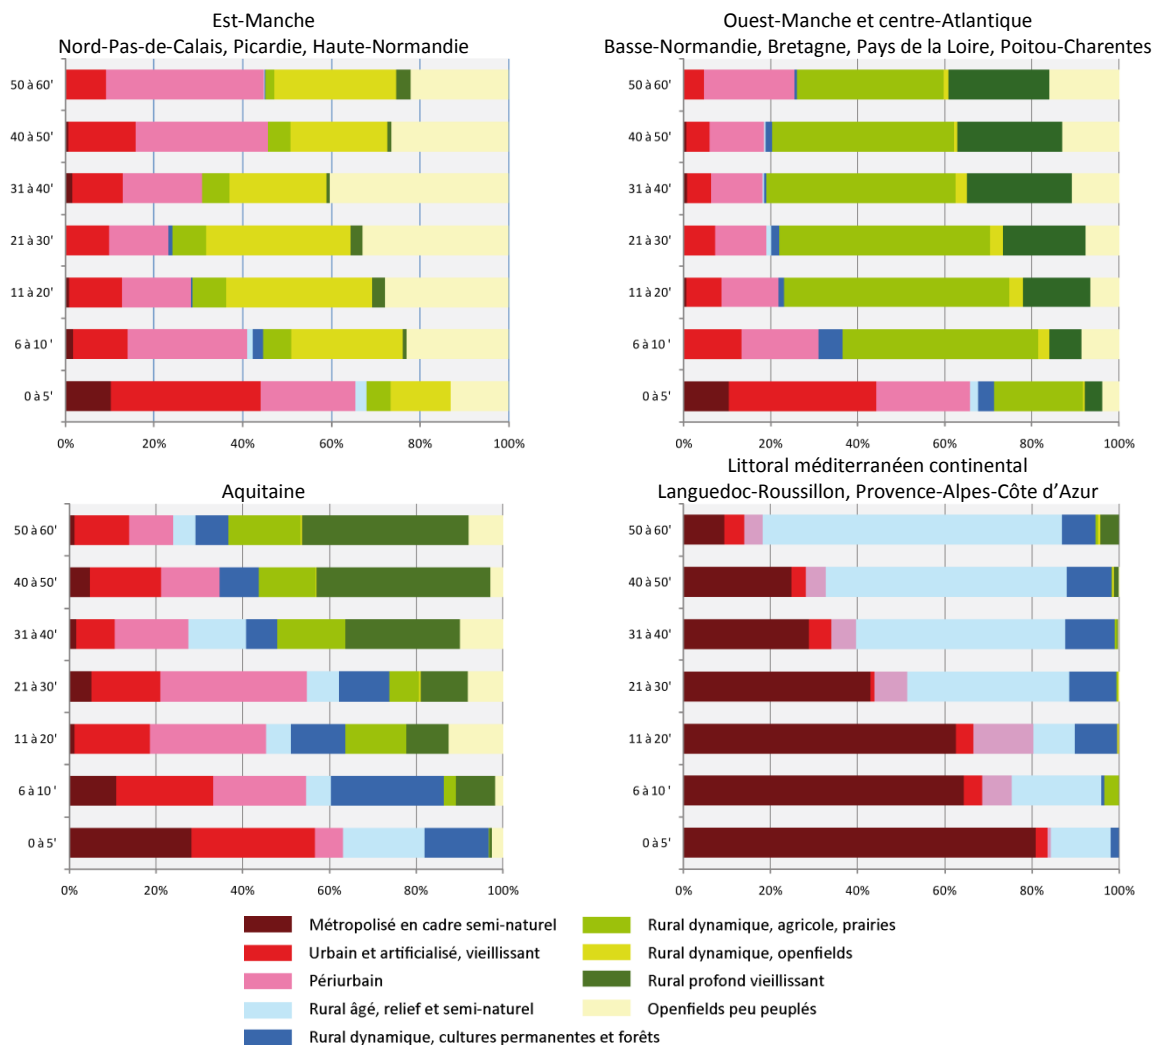 Est-Manche
Nord-Pas-de-Calais, Picardie, Haute-Normandie
50 à 60'
40 à 50'
31 à 40'
21 à 30'
11 à 20'
6 à 10 '
0 à 5'
0% 20% 40% 60% 80% 100%
Ouest-Manche et centre-Atlantique
Basse-Normandie, Bretagne, Pays de la Loire, Poitou-Charentes
50 à 60'
40 à 50'
31 à 40'
21 à 30'
11 à 20'
6 à 10 '
0 à 5'
0% 20% 40% 60% 80% 100%
Aquitaine
50 à 60'
40 à 50'
31 à 40'
21 à 30'
11 à 20'
6 à 10 '
0 à 5'
0% 20% 40% 60% 80% 100%
Littoral méditerranéen continental
Languedoc-Roussillon, Provence-Alpes-Côte d'Azur
50 à 60'
40 à 50'
31 à 40'
21 à 30'
11 à 20'
6 à 10 '
0 à 5'
0% 20% 40% 60% 80% 100%
Métropolisé en cadre semi-naturel
Urbain et artificialisé, vieillissant
Périurbain
Rural âgé, relief et semi-naturel
Rural dynamique, cultures permanentes et forêts
Rural dynamique, agricole, prairies
Rural dynamique, openfields
Rural profond vieillissant
Openfields peu peuplés